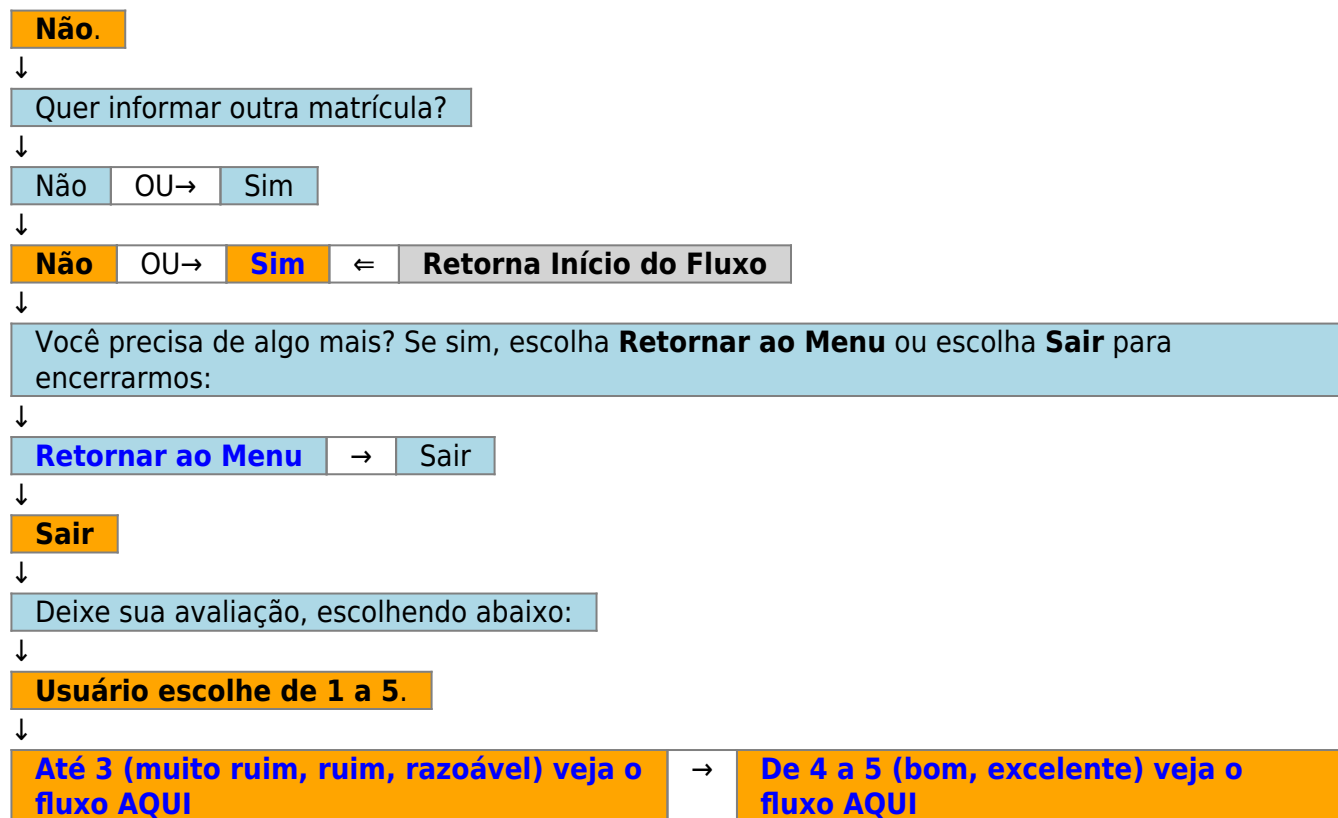 Não.
↓
Quer informar outra matrícula?
↓
Não OU→ Sim
↓
Não OU→ Sim ⇐ Retorna Início do Fluxo
↓
Você precisa de algo mais? Se sim, escolha Retornar ao Menu ou escolha Sair para
encerrarmos:
↓
Retornar ao Menu → Sair
↓
Sair
↓
Deixe sua avaliação, escolhendo abaixo:
↓
Usuário escolhe de 1 a 5.
↓
Até 3 (muito ruim, ruim, razoável) veja o
fluxo AQUI
→
De 4 a 5 (bom, excelente) veja o
fluxo AQUI